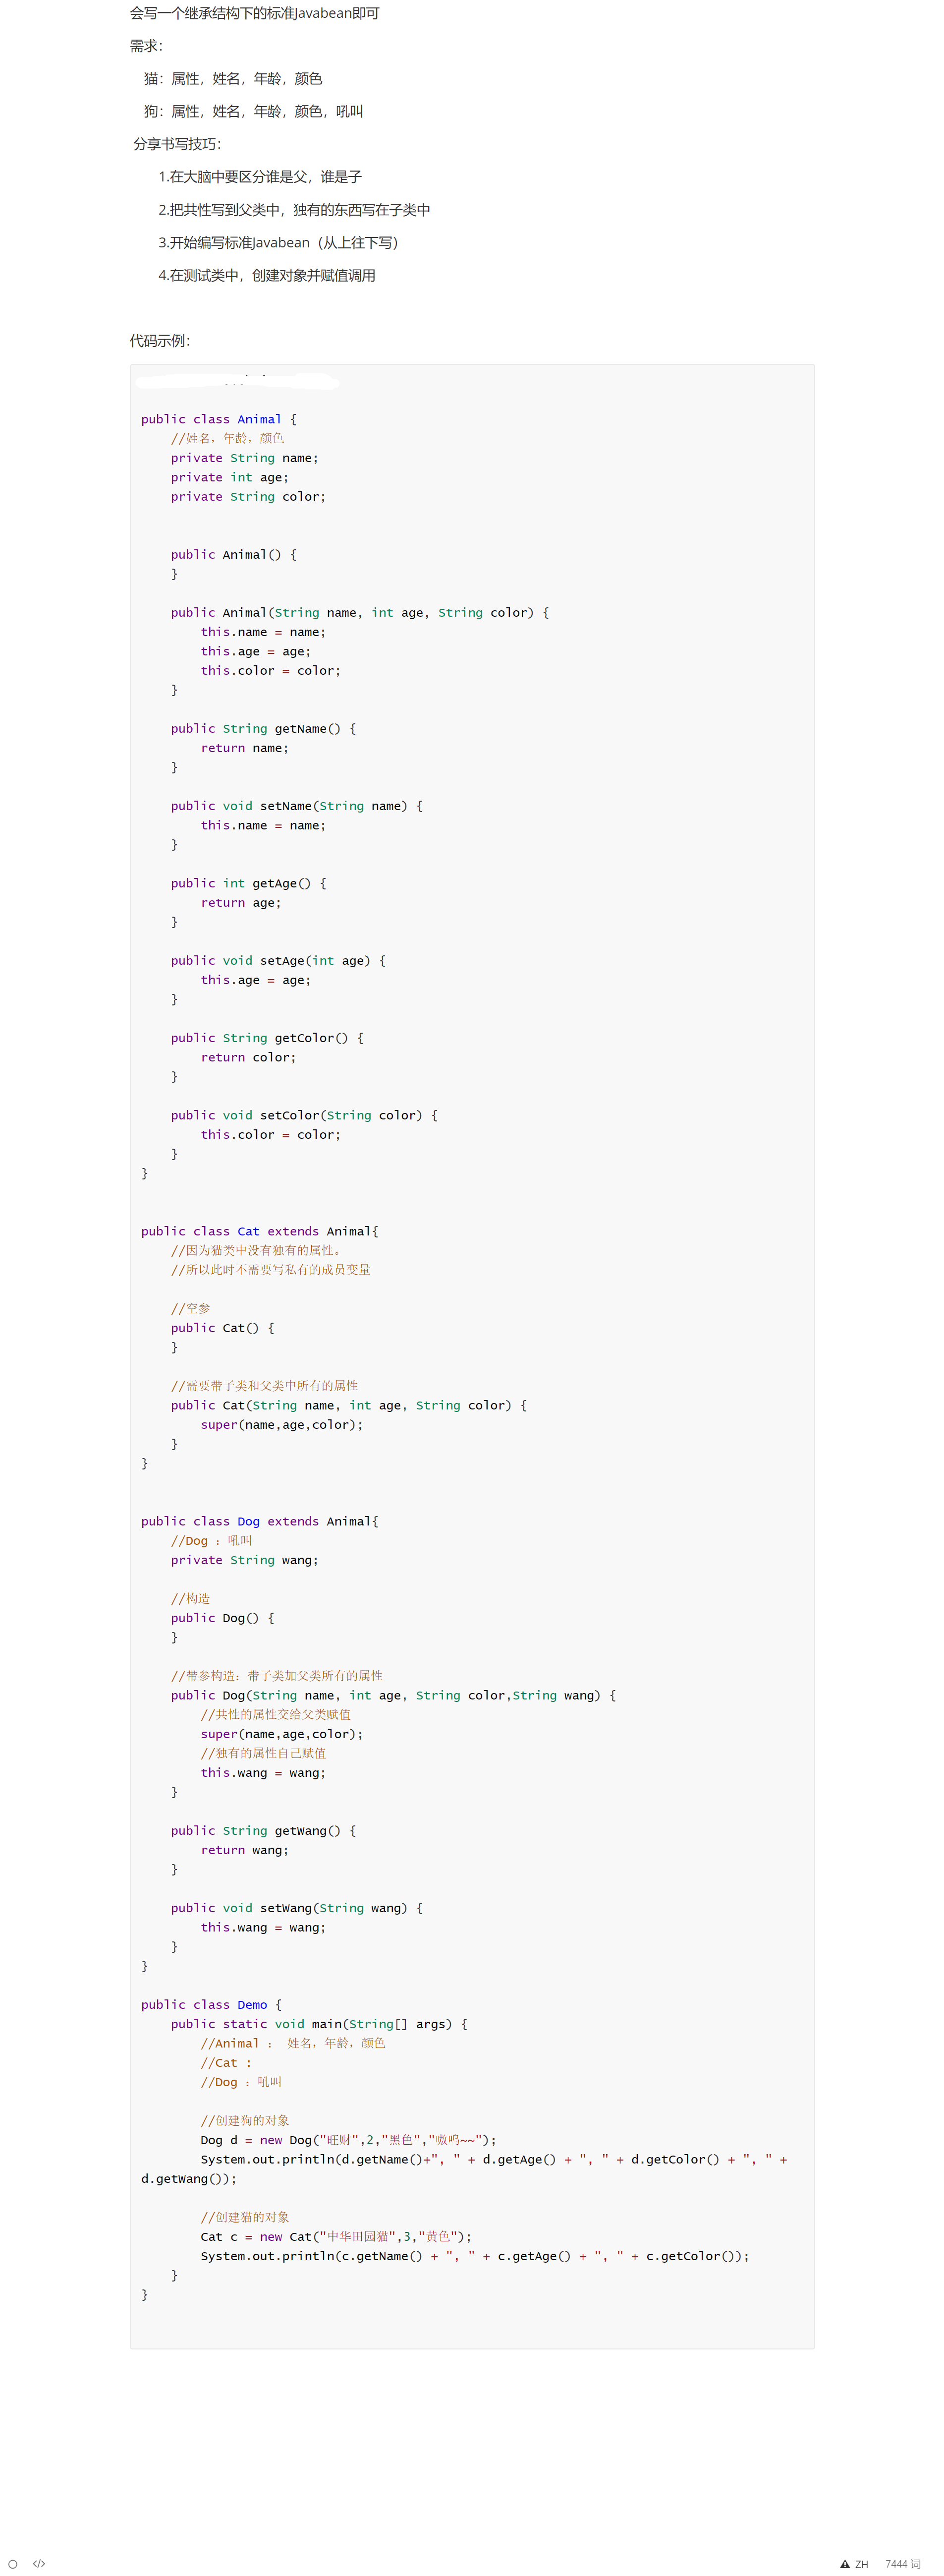 会写一个继承结构下的标准Javabean即可
需求：
猫：属性，姓名，年龄，颜色
狗：属性，姓名，年龄，颜色，吼叫
分享书写技巧：
1.在大脑中要区分谁是父，谁是子
2.把共性写到父类中，独有的东西写在子类中
3.开始编写标准Javabean（从上往下写）
4.在测试类中，创建对象并赋值调用
代码示例：
public class Animal {
    //姓名，年龄，颜色
    private String name;
    private int age;
    private String color;
    public Animal() {
    }
    public Animal(String name, int age, String color) {
        this.name = name;
        this.age = age;
        this.color = color;
    }
    public String getName() {
        return name;
    }
    public void setName(String name) {
        this.name = name;
    }
    public int getAge() {
        return age;
    }
    public void setAge(int age) {
        this.age = age;
    }
    public String getColor() {
        return color;
    }
    public void setColor(String color) {
        this.color = color;
    }
}
public class Cat extends Animal{
    //因为猫类中没有独有的属性。
    //所以此时不需要写私有的成员变量
    //空参
    public Cat() {
    }
    //需要带子类和父类中所有的属性
    public Cat(String name, int age, String color) {
        super(name,age,color);
    }
}
public class Dog extends Animal{
    //Dog ：吼叫
    private String wang;
    //构造
    public Dog() {
    }
    //带参构造：带子类加父类所有的属性
    public Dog(String name, int age, String color,String wang) {
        //共性的属性交给父类赋值
        super(name,age,color);
        //独有的属性自己赋值
        this.wang = wang;
    }
    public String getWang() {
        return wang;
    }
    public void setWang(String wang) {
        this.wang = wang;
    }
}
public class Demo {
    public static void main(String[] args) {
        //Animal ： 姓名，年龄，颜色
        //Cat :
        //Dog ：吼叫
        //创建狗的对象
        Dog d = new Dog("旺财",2,"黑色","嗷呜~~");
        System.out.println(d.getName()+", " + d.getAge() + ", " + d.getColor() + ", " +
d.getWang());
        //创建猫的对象
        Cat c = new Cat("中华田园猫",3,"黄色");
        System.out.println(c.getName() + ", " + c.getAge() + ", " + c.getColor());
    }
}
</> ZH 7444 词